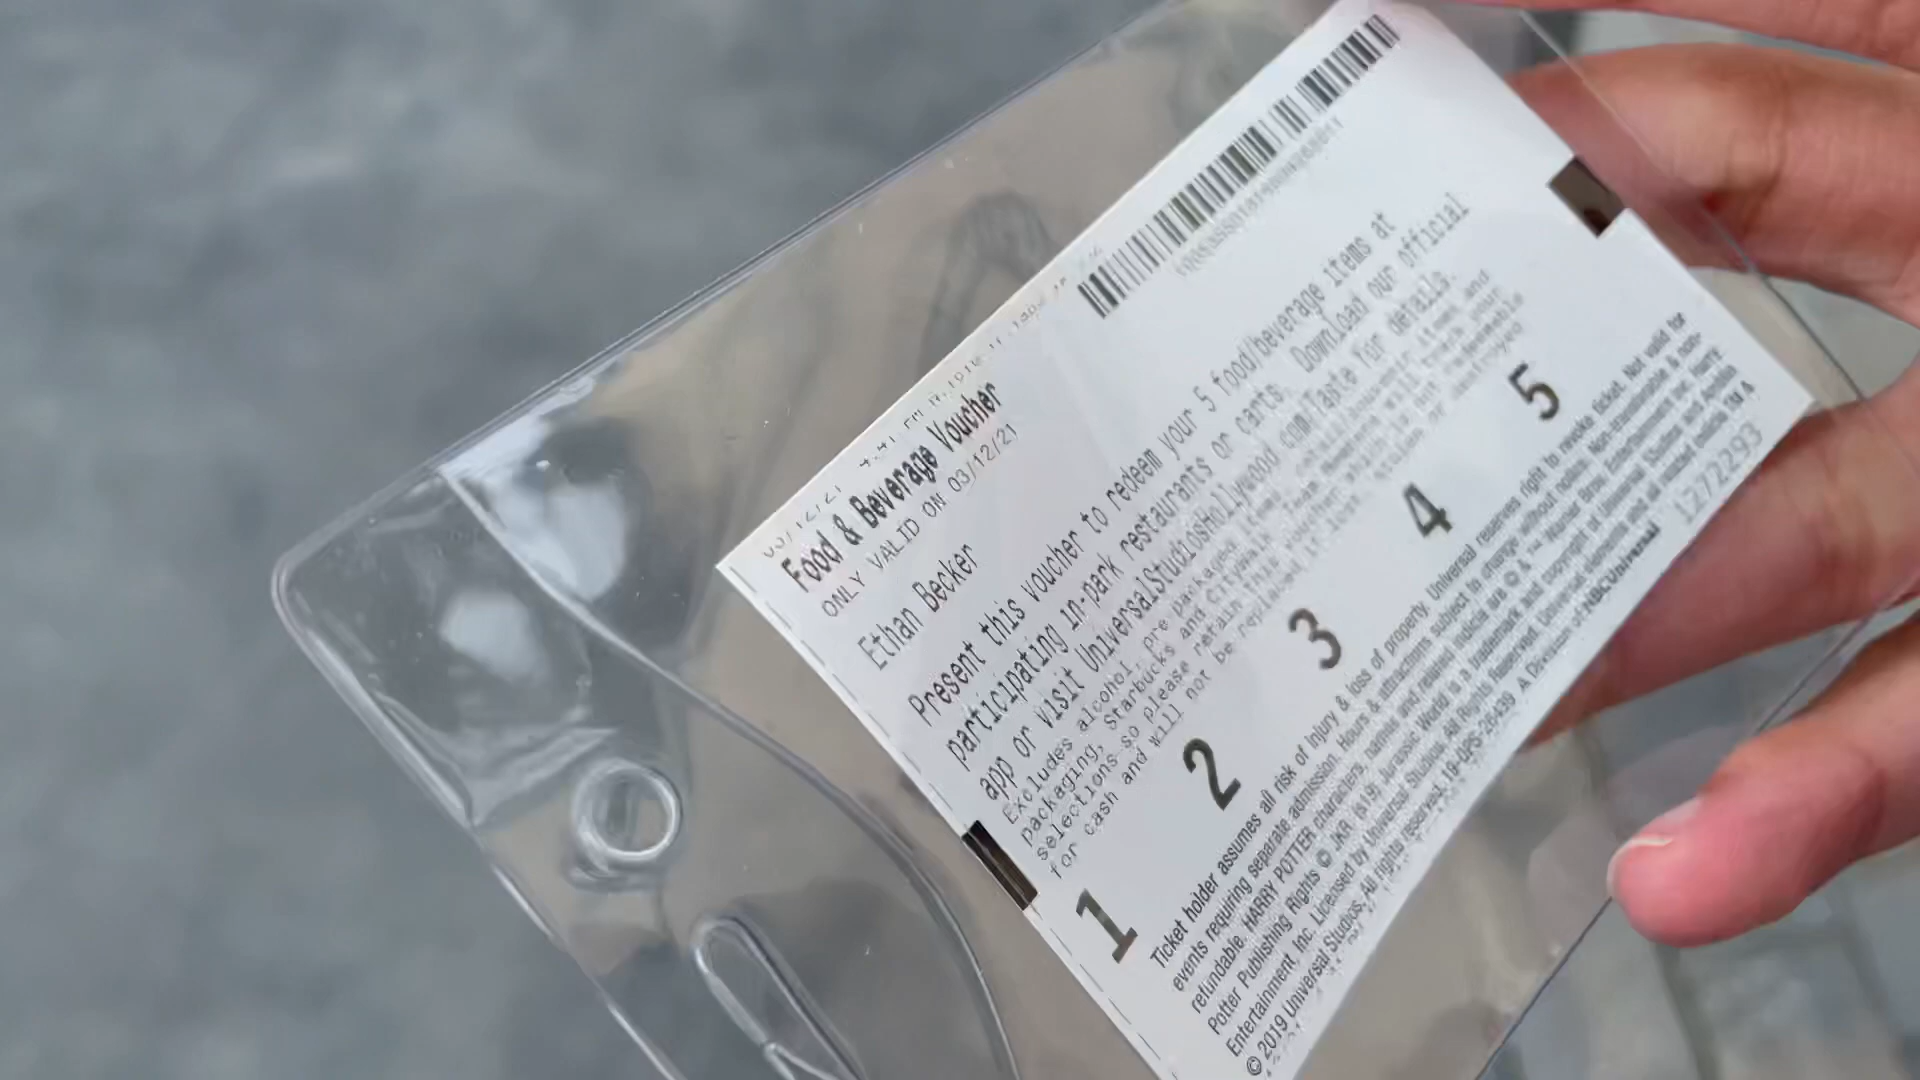 Food & Beverage Voucher
ONLY VALID ON 03/12/21
Ethan Becker
Present this voucher to redeem your 5 food/beverage items at
participating in-park restaurants or carts. Download our official
app or visit UniversalStudiosHollywood.com/Taste for details.
Excludes alcohol, pre-packaged
packaging, Starbucks and CityWalk
selections-so please retain this
for cash and will not be replaced if lost, stolen or destroyed
1 2 3 4 5
Ticket holder assumes all risk of injury & loss of property. Universal reserves right to revoke ticket. Not valid for
events requiring separate admission. Hours & attractions subject to change without notice. Non-transferable & non-
refundable. HARRY POTTER characters, names and related indicia are © & ™ Warner Bros. Entertainment Inc. Harry
Potter Publishing Rights © JKR. (s19) Jurassic World is a trademark and copyright of Universal Studios and Amblin
Entertainment, Inc. Licensed by Universal Studios. All Rights Reserved. Universal elements and all related indicia TM &
© 2019 Universal Studios. All rights reserved. 19-OPS-26439 A Division of NBCUniversal
1272293